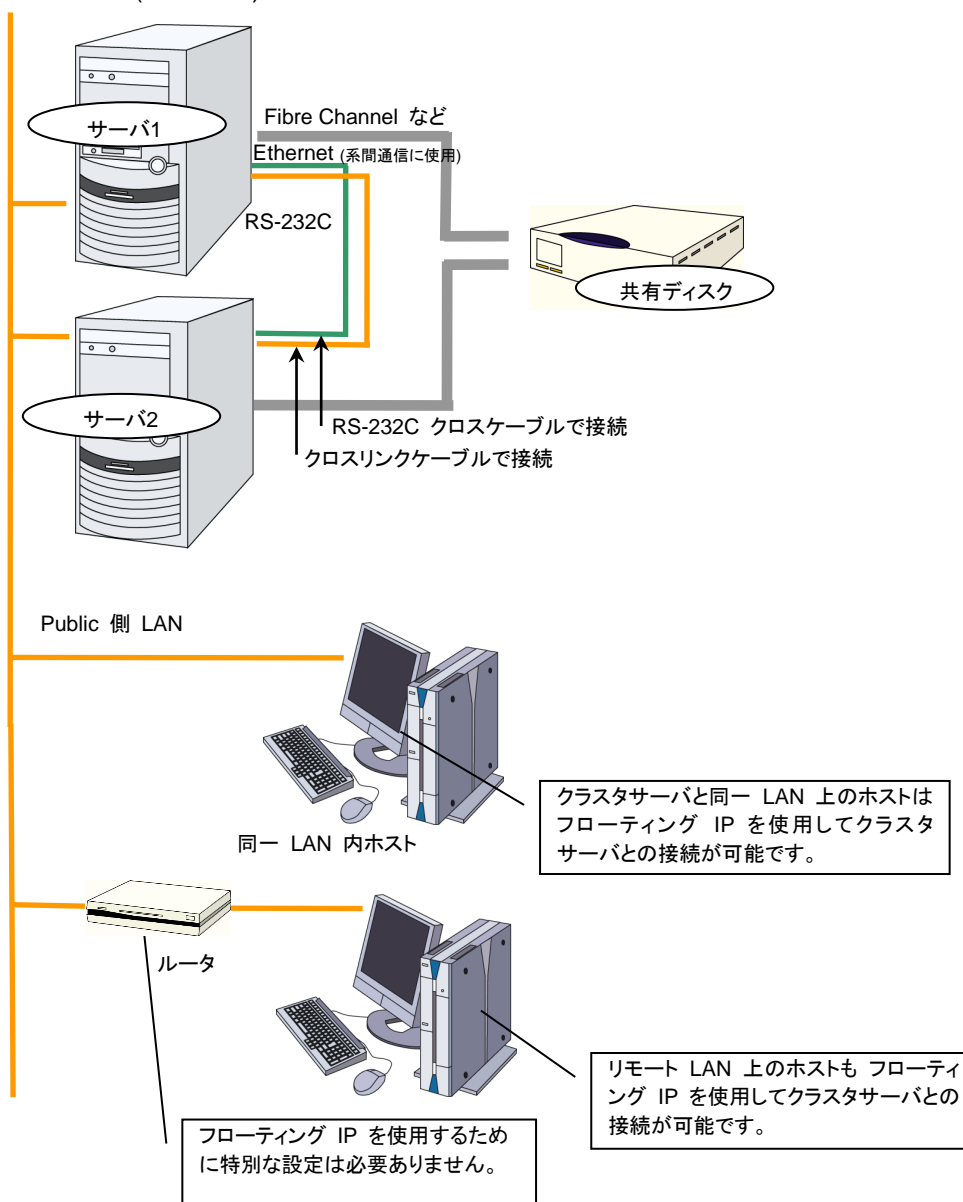 サーバ1
Fibre Channel など
Ethernet (系間通信に使用)
RS-232C
共有ディスク
サーバ2
RS-232C クロスケーブルで接続
クロスリンクケーブルで接続
Public 側 LAN
クラスタサーバと同一 LAN 上のホストは
フローティング IP を使用してクラスタ
サーバとの接続が可能です。
同一 LAN 内ホスト
ルータ
リモート LAN 上のホストも フローティ
ング IP を使用してクラスタサーバとの
接続が可能です。
フローティング IP を使用するため
に特別な設定は必要ありません。